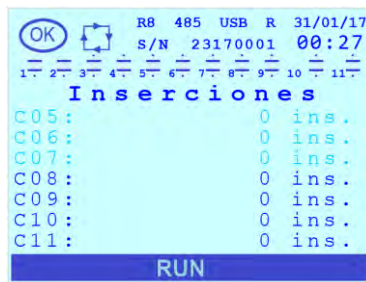 OK R8 485 USB R 31/01/17
S/N 23170001 00:27
1 2 3 4 5 6 7 8 9 10 11
Inserciones
C05: 0 ins.
C06: 0 ins.
C07: 0 ins.
C08: 0 ins.
C09: 0 ins.
C10: 0 ins.
C11: 0 ins.
RUN